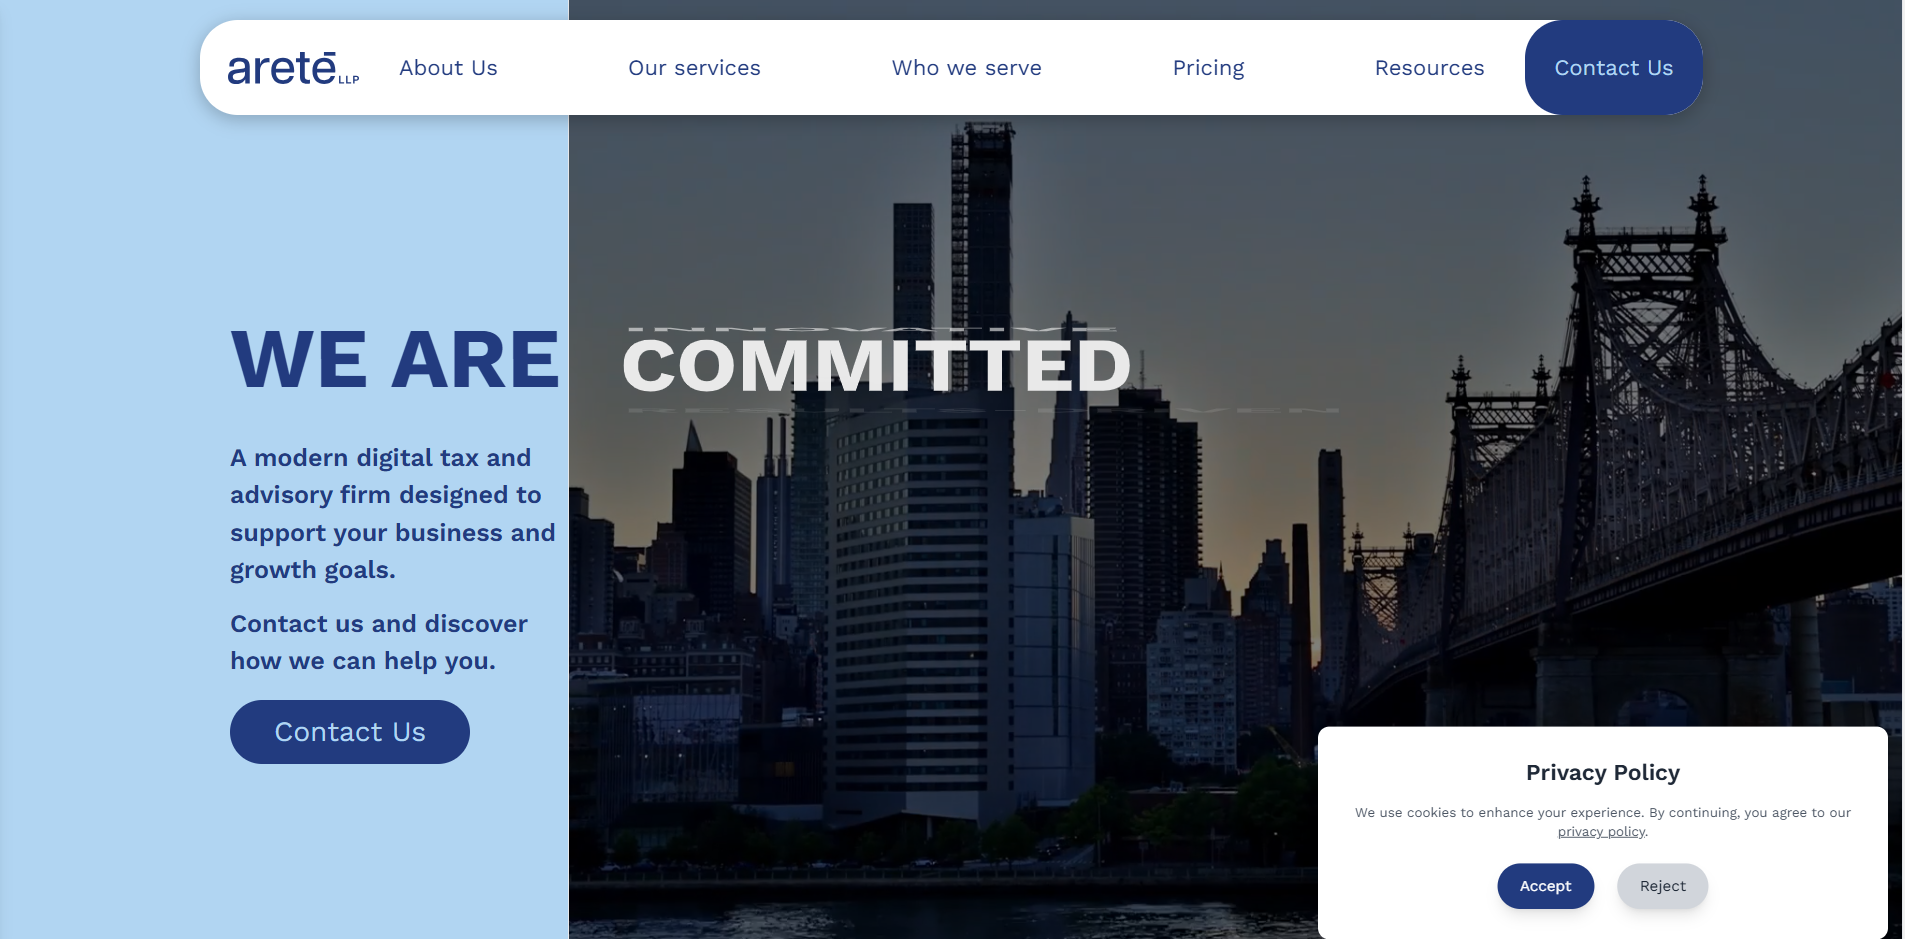 aretē LLP
About Us
Our services
Who we serve
Pricing
Resources
Contact Us
WE ARE
INNOVATIVE
COMMITTED
A modern digital tax and
advisory firm designed to
support your business and
growth goals.
Contact us and discover
how we can help you.
Contact Us
Privacy Policy
We use cookies to enhance your experience. By continuing, you agree to our
privacy policy.
Accept
Reject